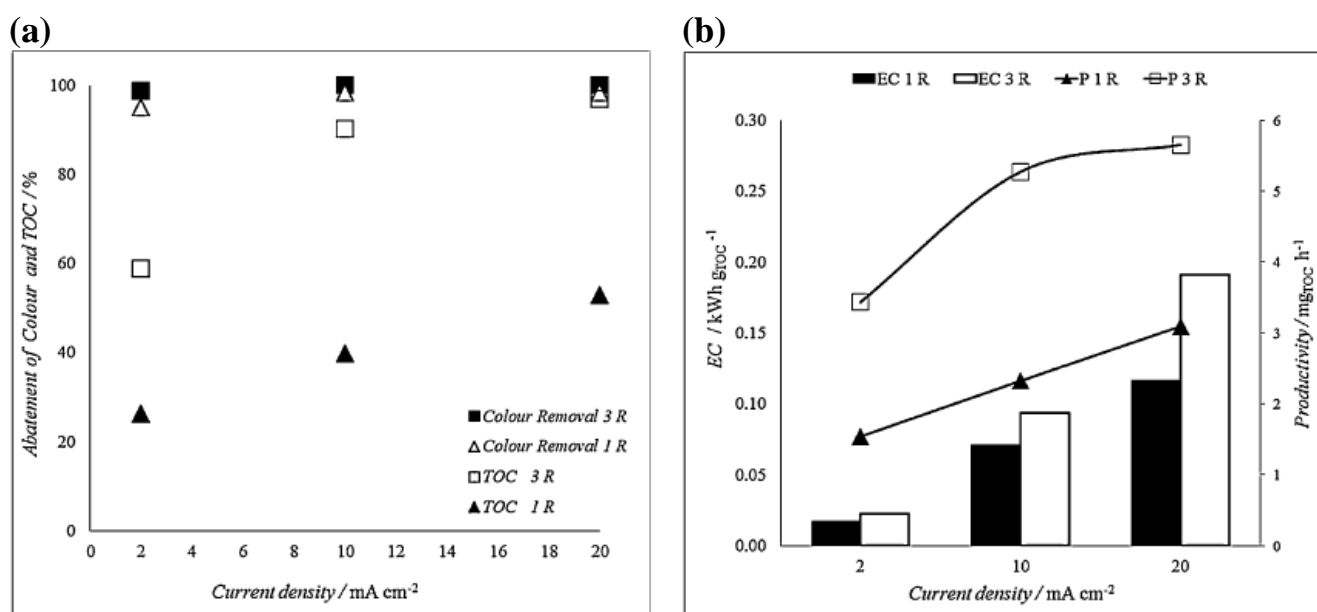 (a)
Abatement of Colour and TOC / %
100
80
60
40
20
0
0 2 4 6 8 10 12 14 16 18 20
Current density / mA cm-2
Colour Removal 3 R
Colour Removal 1 R
TOC 3 R
TOC 1 R
(b)
EC 1 R EC 3 R P 1 R P 3 R
EC / kWh gTOC-1
0.30
0.25
0.20
0.15
0.10
0.05
0.00
2 10 20
Current density / mA cm-2
6
5
4
3
2
1
0
Productivity / mgTOC h-1